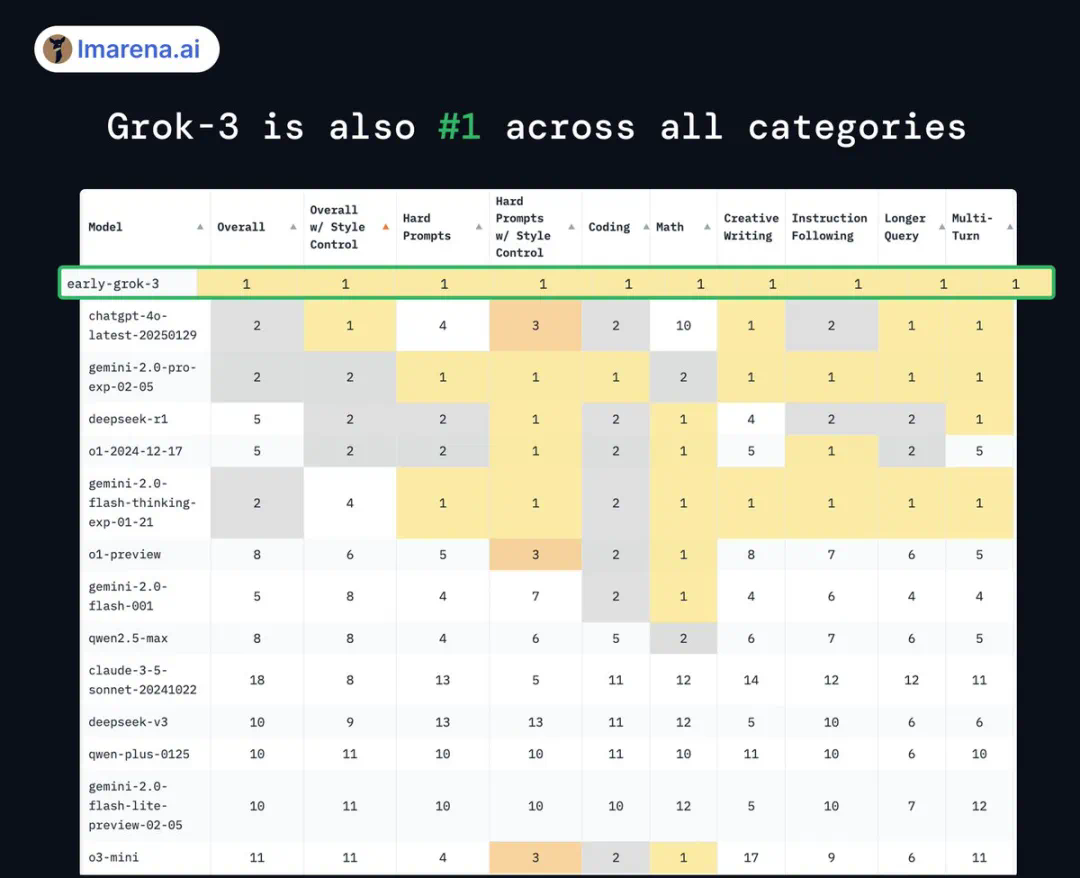 lmarena.ai
Grok-3 is also #1 across all categories
Model Overall Overall w/ Style Control Hard Prompts Hard Prompts w/ Style Control Coding Math Creative Writing Instruction Following Longer Query Multi-Turn
early-grok-3 1 1 1 1 1 1 1 1 1 1
chatgpt-4o-latest-20250129 2 1 4 3 2 10 1 2 1 1
gemini-2.0-pro-exp-02-05 2 2 1 1 1 2 1 1 1 1
deepseek-r1 5 2 2 1 2 1 4 2 2 1
o1-2024-12-17 5 2 2 1 2 1 5 1 2 5
gemini-2.0-flash-thinking-exp-01-21 2 4 1 1 2 1 1 1 1 1
o1-preview 8 6 5 3 2 1 8 7 6 5
gemini-2.0-flash-001 5 8 4 7 2 1 4 6 4 4
qwen2.5-max 8 8 4 6 5 2 6 7 6 5
claude-3-5-sonnet-20241022 18 8 13 5 11 12 14 12 12 11
deepseek-v3 10 9 13 13 11 12 5 10 6 6
qwen-plus-0125 10 11 10 10 11 10 11 10 6 10
gemini-2.0-flash-lite-preview-02-05 10 11 10 10 10 12 5 10 7 12
o3-mini 11 11 4 3 2 1 17 9 6 11